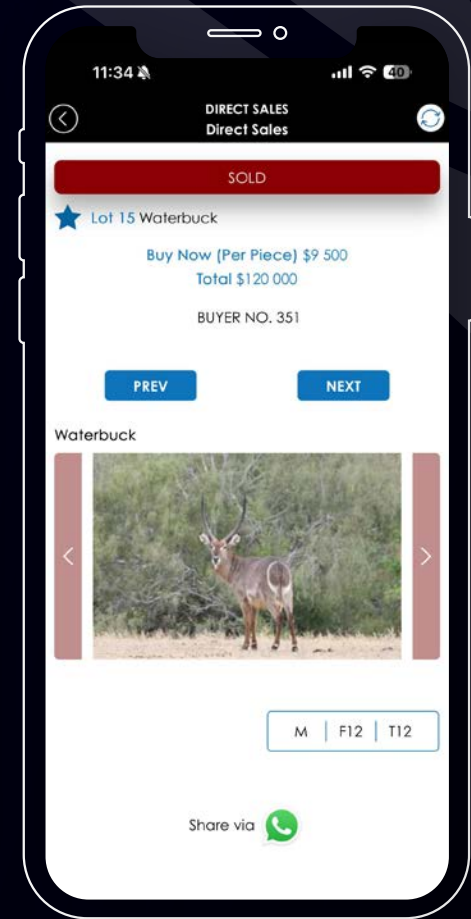 11:34
40
DIRECT SALES
Direct Sales
SOLD
Lot 15 Waterbuck
Buy Now (Per Piece) $9 500
Total $120 000
BUYER NO. 351
PREV
NEXT
Waterbuck
M | F12 | T12
Share via